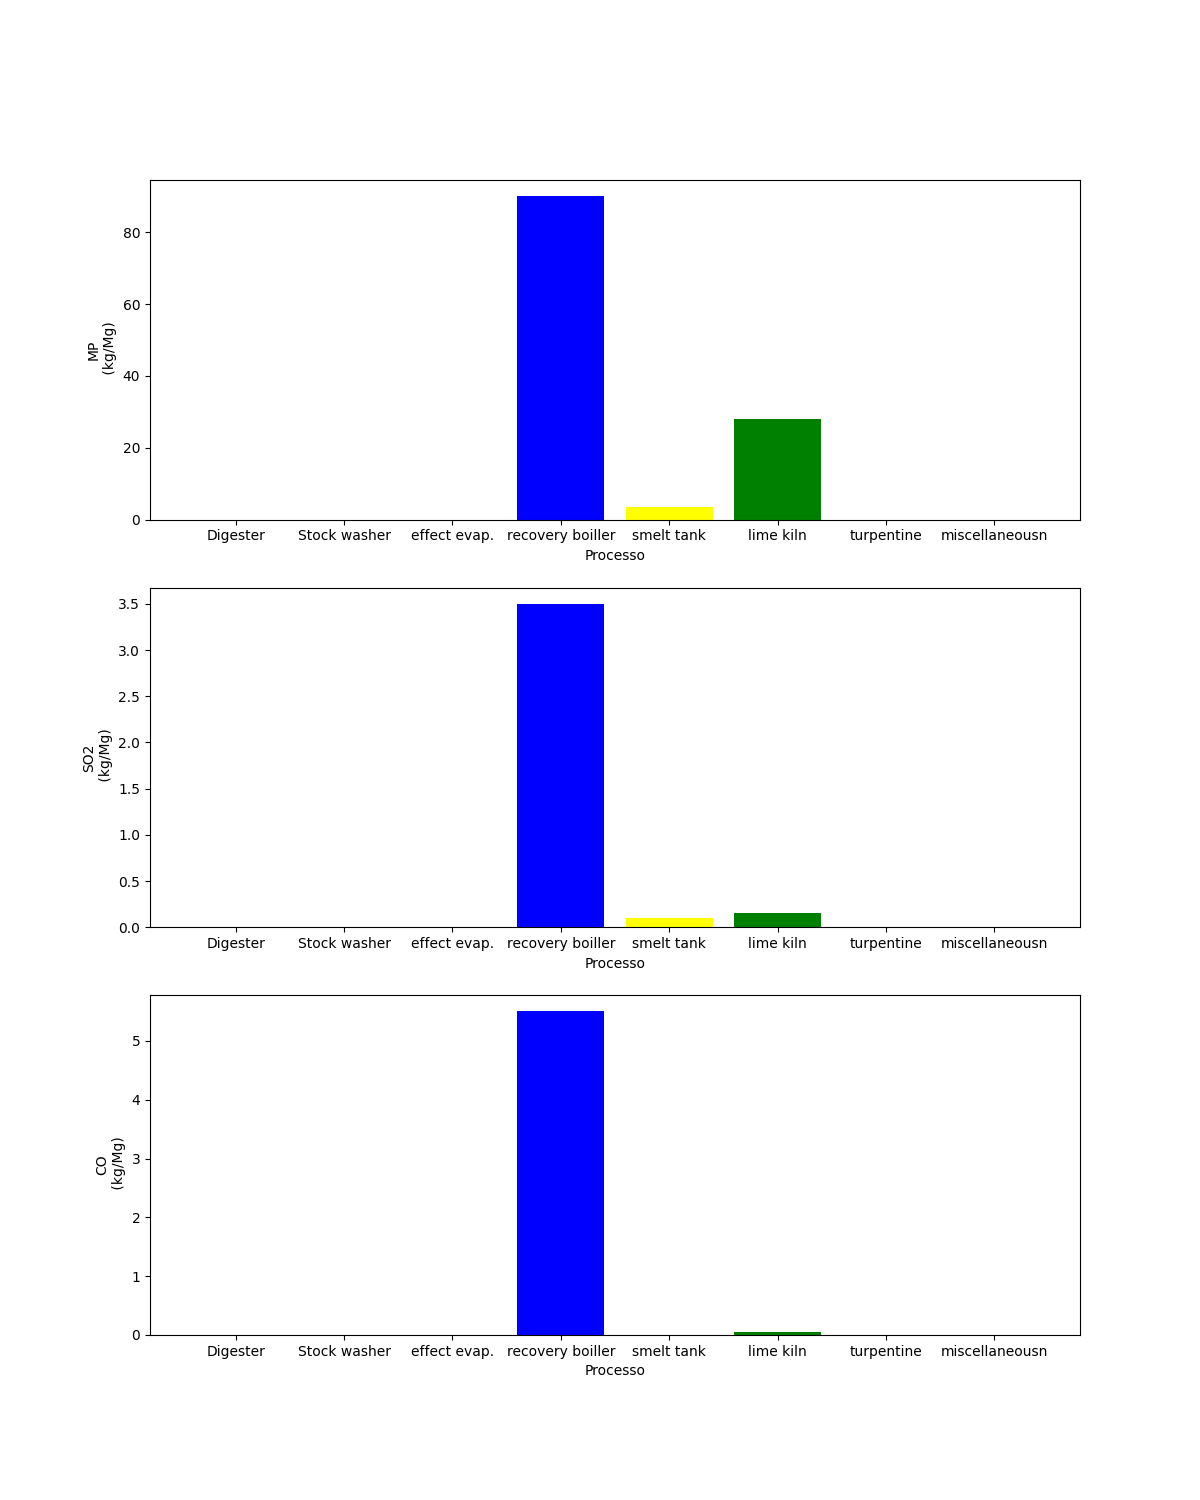 80
60
40
20
0
MP
(kg/Mg)
Digester Stock washer effect evap. recovery boiller smelt tank lime kiln turpentine miscellaneousn
Processo
3.5
3.0
2.5
2.0
1.5
1.0
0.5
0.0
SO2
(kg/Mg)
Digester Stock washer effect evap. recovery boiller smelt tank lime kiln turpentine miscellaneousn
Processo
5
4
3
2
1
0
CO
(kg/Mg)
Digester Stock washer effect evap. recovery boiller smelt tank lime kiln turpentine miscellaneousn
Processo